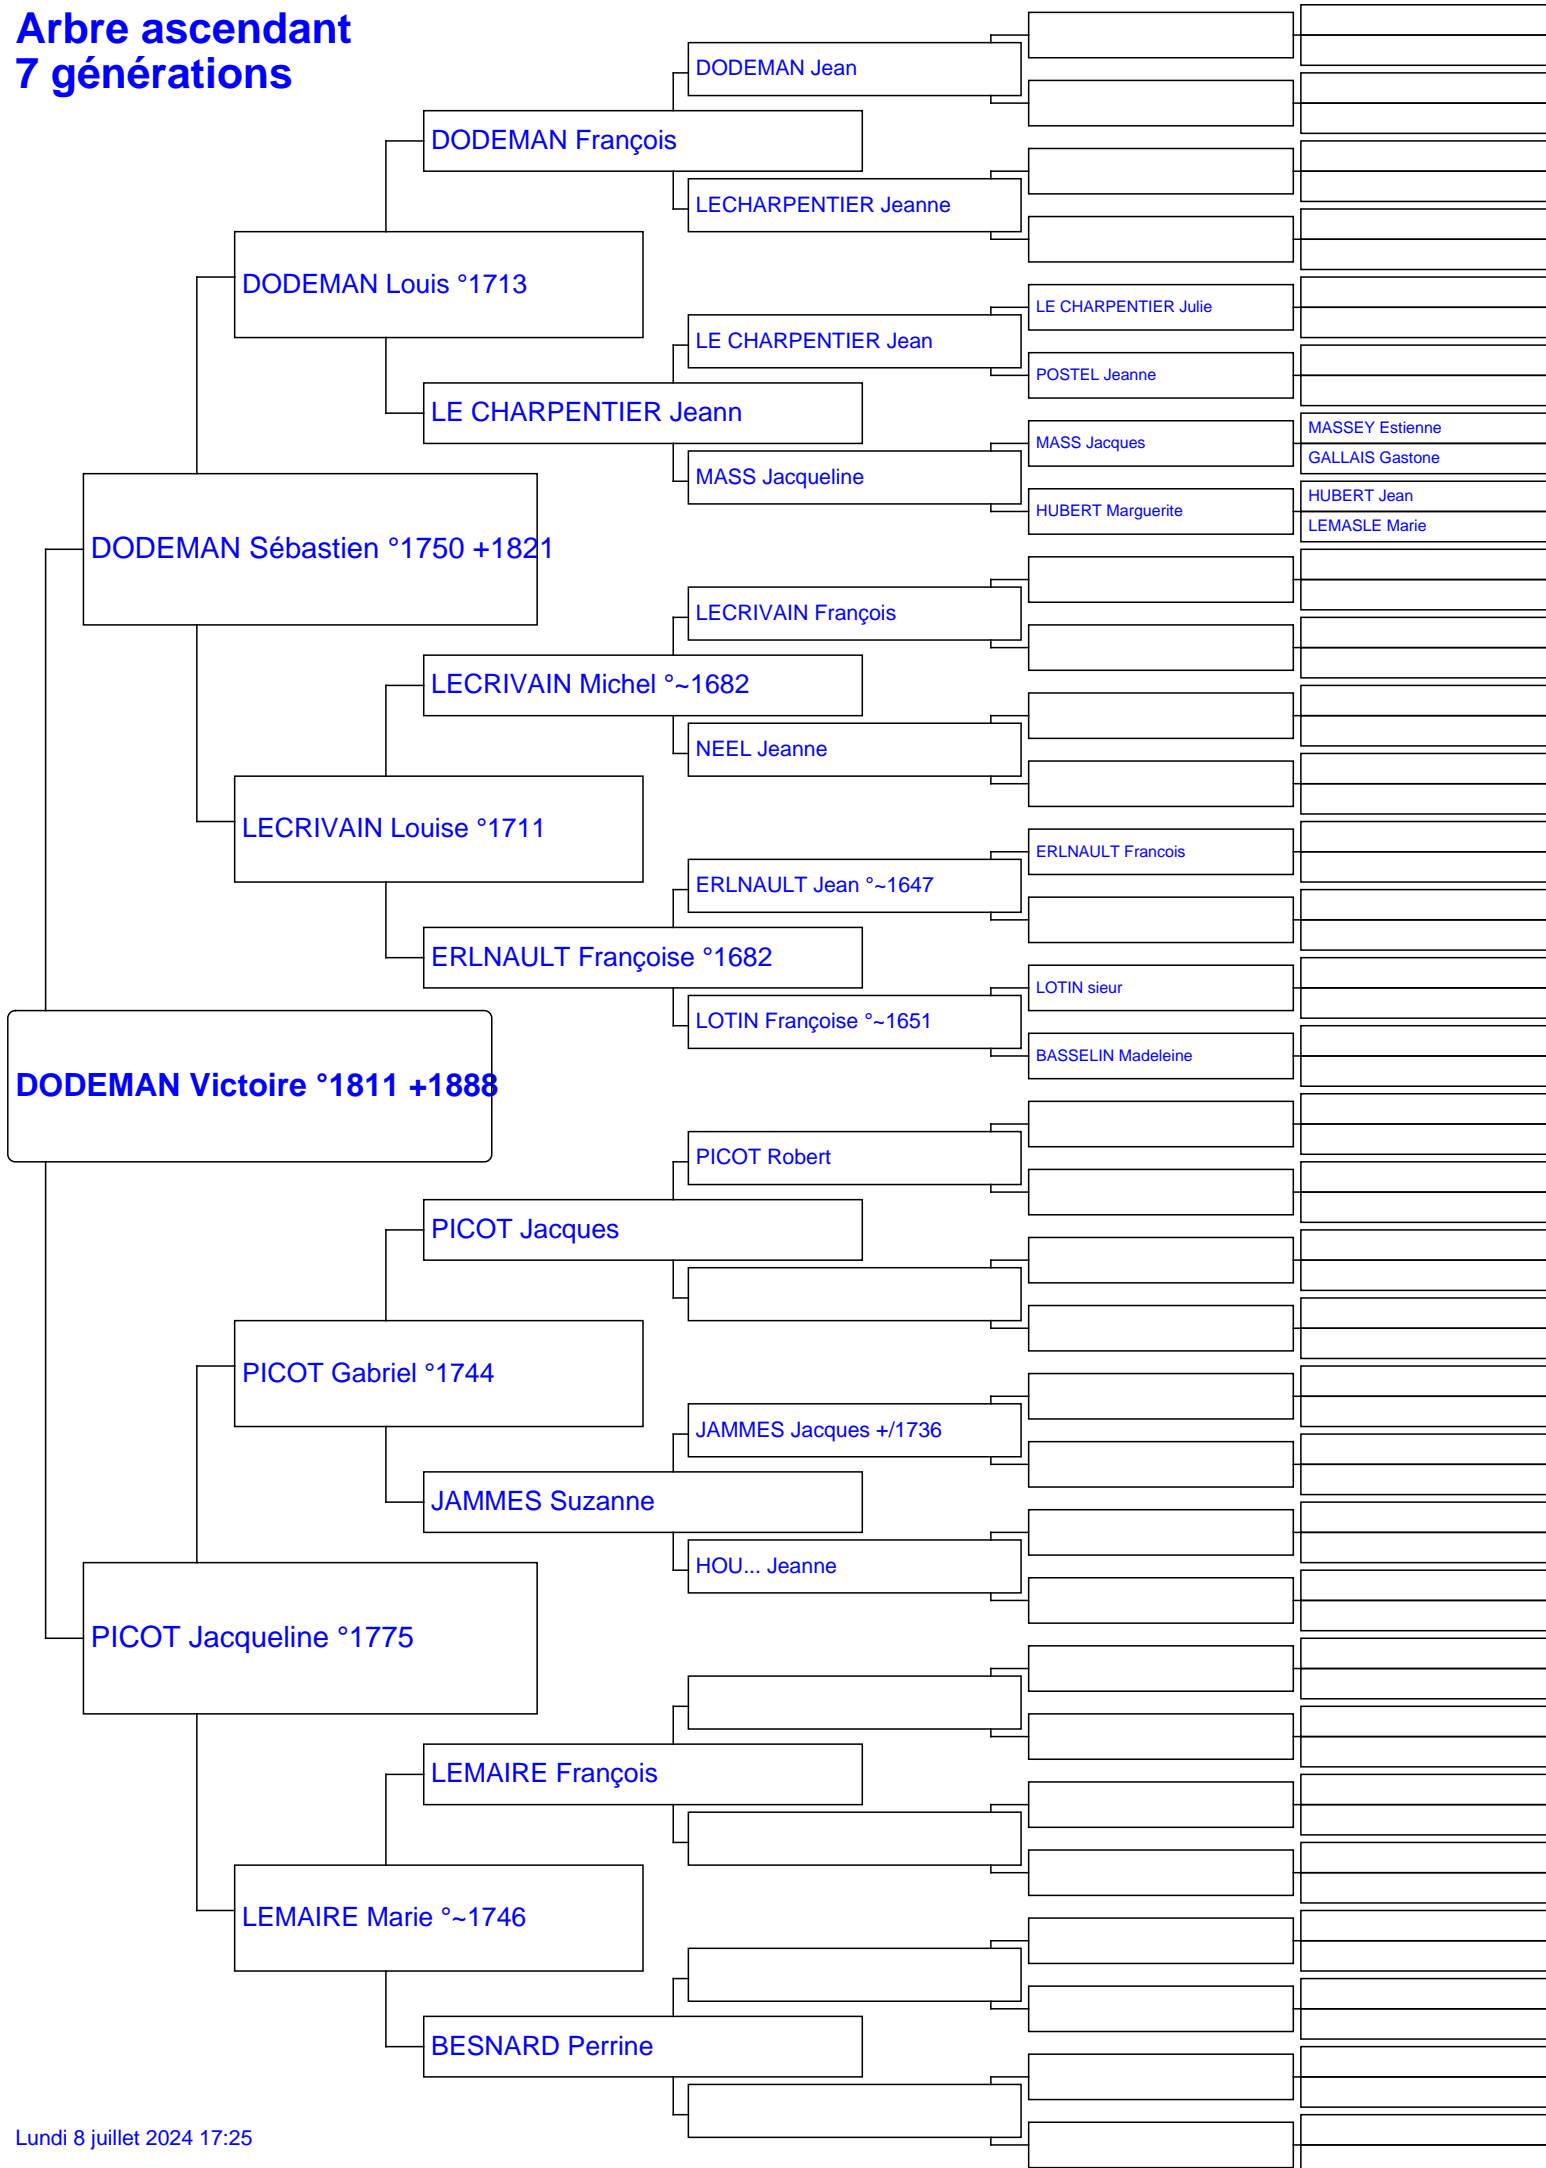 Arbre ascendant
7 générations
DODEMAN Jean
DODEMAN François
LECHARPENTIER Jeanne
DODEMAN Louis °1713
LE CHARPENTIER Julie
LE CHARPENTIER Jean
POSTEL Jeanne
LE CHARPENTIER Jeann
MASSEY Estienne
MASS Jacques
GALLAIS Gastone
MASS Jacqueline
HUBERT Jean
HUBERT Marguerite
LEMASLE Marie
DODEMAN Sébastien °1750 +1821
LECRIVAIN François
LECRIVAIN Michel °~1682
NEEL Jeanne
LECRIVAIN Louise °1711
ERLNAULT Francois
ERLNAULT Jean °~1647
ERLNAULT Françoise °1682
LOTIN sieur
LOTIN Françoise °~1651
BASSELIN Madeleine
DODEMAN Victoire °1811 +1888
PICOT Robert
PICOT Jacques
PICOT Gabriel °1744
JAMMES Jacques +/1736
JAMMES Suzanne
HOU... Jeanne
PICOT Jacqueline °1775
LEMAIRE François
LEMAIRE Marie °~1746
BESNARD Perrine
Lundi 8 juillet 2024 17:25